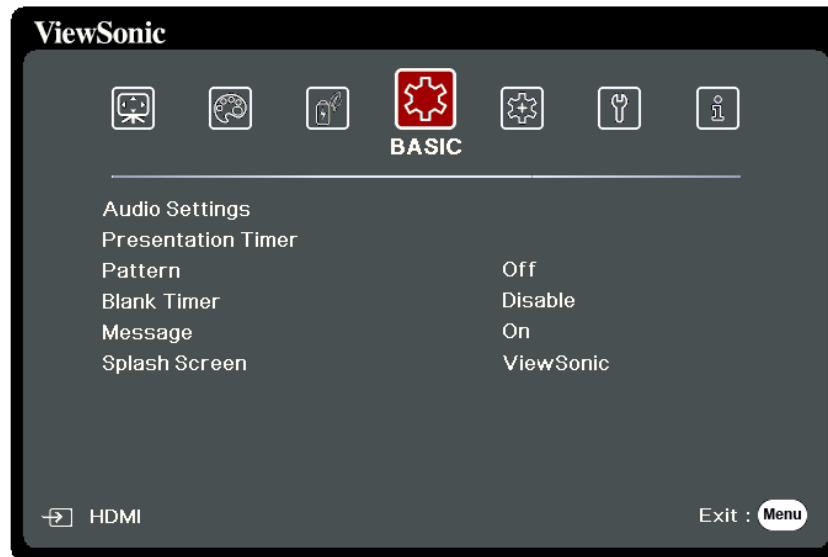 ViewSonic
BASIC
Audio Settings
Presentation Timer
Pattern Off
Blank Timer Disable
Message On
Splash Screen ViewSonic
HDMI Exit : Menu